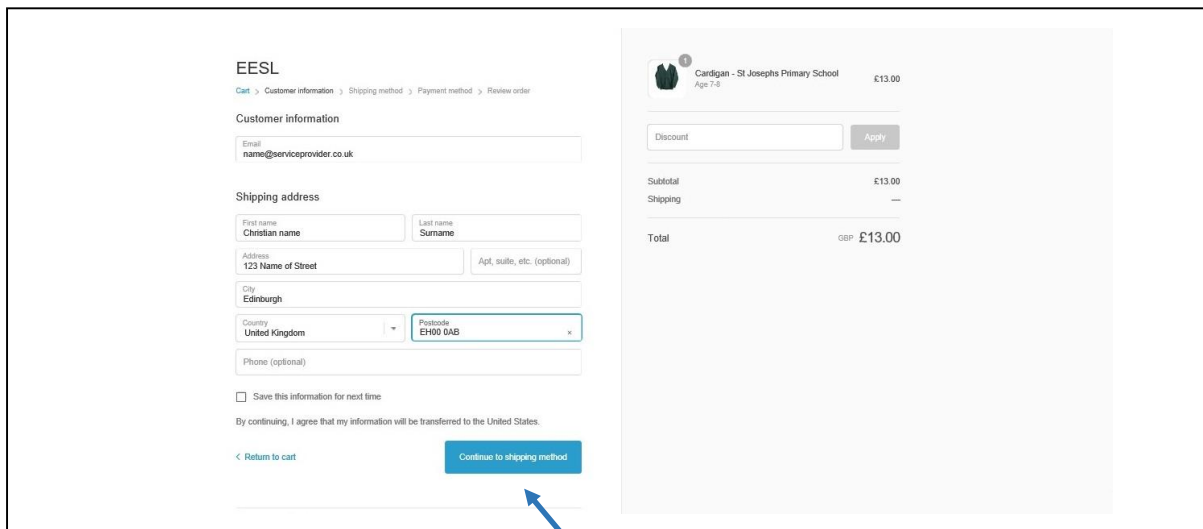 EESL
Cart > Customer information > Shipping method > Payment method > Review order
Customer information
Email
name@serviceprovider.co.uk
Shipping address
First name
Christian name
Last name
Surname
Address
123 Name of Street
Apt, suite, etc. (optional)
City
Edinburgh
Country
United Kingdom
Postcode
EH00 0AB
Phone (optional)
Save this information for next time
By continuing, I agree that my information will be transferred to the United States.
< Return to cart
Continue to shipping method
1
Cardigan - St Josephs Primary School
Age 7-8
£13.00
Discount
Apply
Subtotal £13.00
Shipping —
Total GBP £13.00